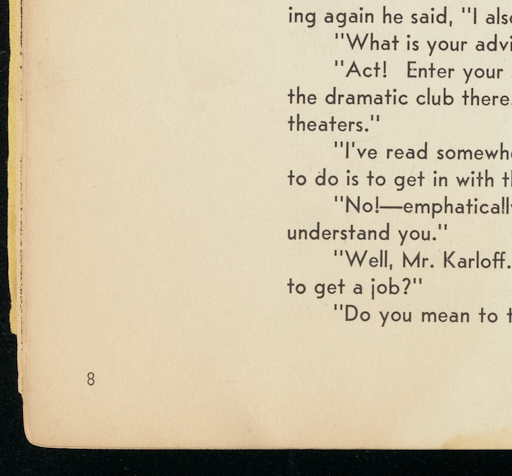 ing again he said, "I also
"What is your advi
"Act! Enter your
the dramatic club there
theaters."
"I've read somewh
to do is to get in with t
"No!—emphatically
understand you."
"Well, Mr. Karloff.
to get a job?"
"Do you mean to t
8